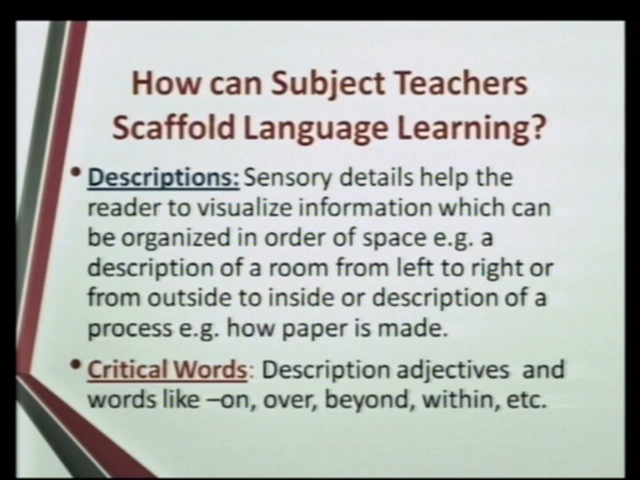 How can Subject Teachers
Scaffold Language Learning?
• Descriptions: Sensory details help the
reader to visualize information which can
be organized in order of space e.g. a
description of a room from left to right or
from outside to inside or description of a
process e.g. how paper is made.
• Critical Words: Description adjectives and
words like –on, over, beyond, within, etc.